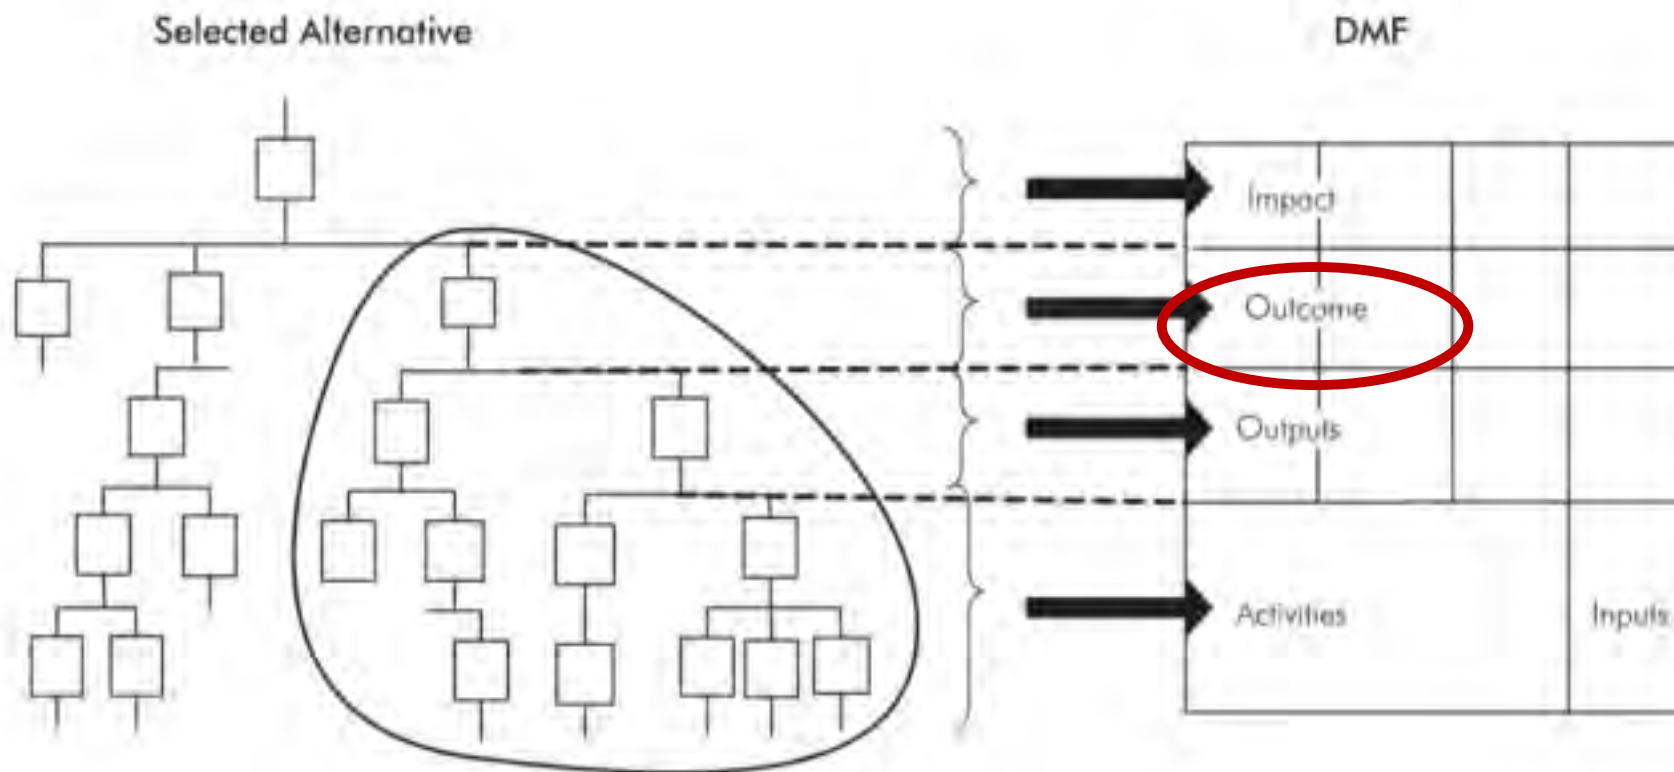 Selected Alternative
DMF
Impact
Outcome
Outputs
Activities
Inputs